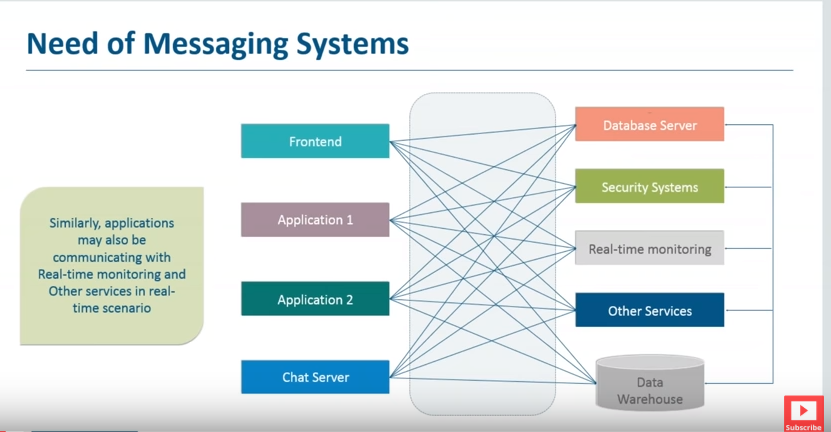 Need of Messaging Systems
Similarly, applications
may also be
communicating with
Real-time monitoring and
Other services in real-
time scenario
Frontend
Application 1
Application 2
Chat Server
Database Server
Security Systems
Real-time monitoring
Other Services
Data
Warehouse
Subscribe